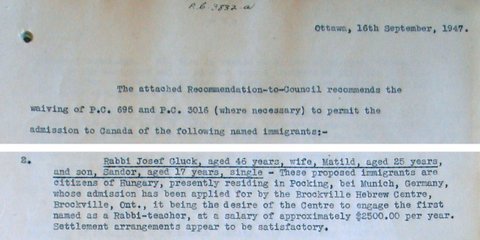 R.G 3832 a
Ottawa, 16th September, 1947.
The attached Recommendation-to-Council recommends the
waiving of P.C. 695 and P.C. 3016 (where necessary) to permit the
admission to Canada of the following named immigrants:-
2. Rabbi Josef Gluck, aged 46 years, wife, Matild, aged 25 years,
and son, Sandor, aged 17 years, single - These proposed immigrants are
citizens of Hungary, presently residing in Pocking, bei Munich, Germany,
whose admission has been applied for by the Brockville Hebrew Centre,
Brockville, Ont., it being the desire of the Centre to engage the first
named as a Rabbi-teacher, at a salary of approximately $2500.00 per year.
Settlement arrangements appear to be satisfactory.